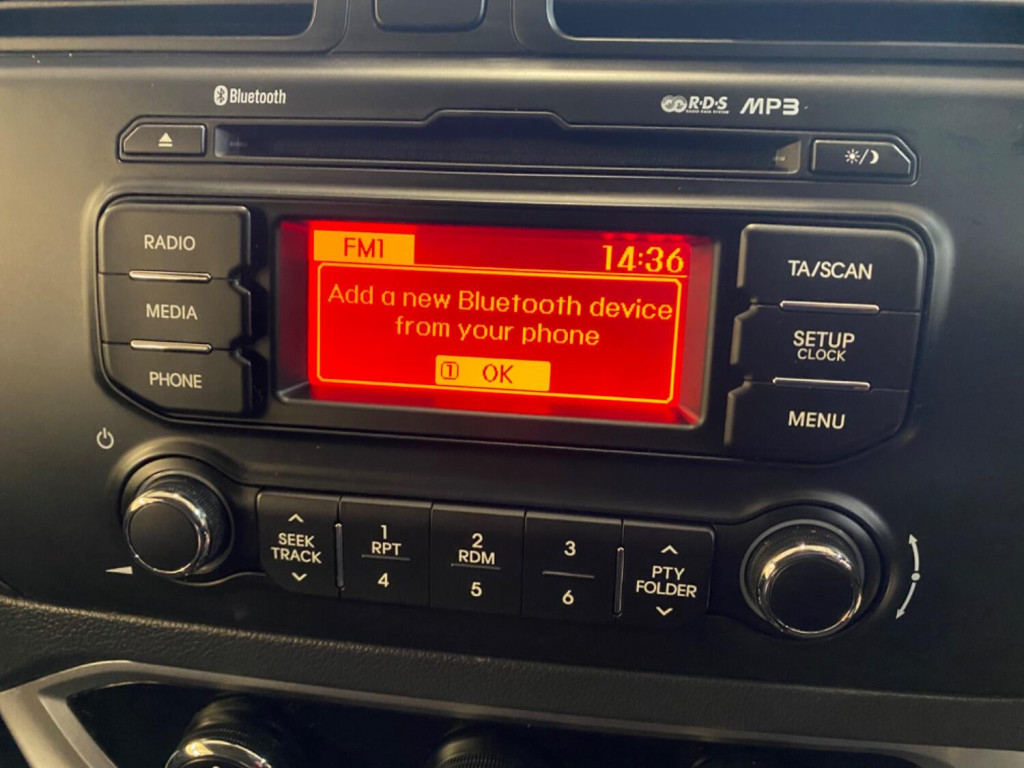 Bluetooth
R·D·S
MP3
RADIO
MEDIA
PHONE
FM1
14:36
Add a new Bluetooth device
from your phone
1 OK
TA/SCAN
SETUP
CLOCK
MENU
SEEK
TRACK
1
RPT
4
2
RDM
5
3
6
PTY
FOLDER